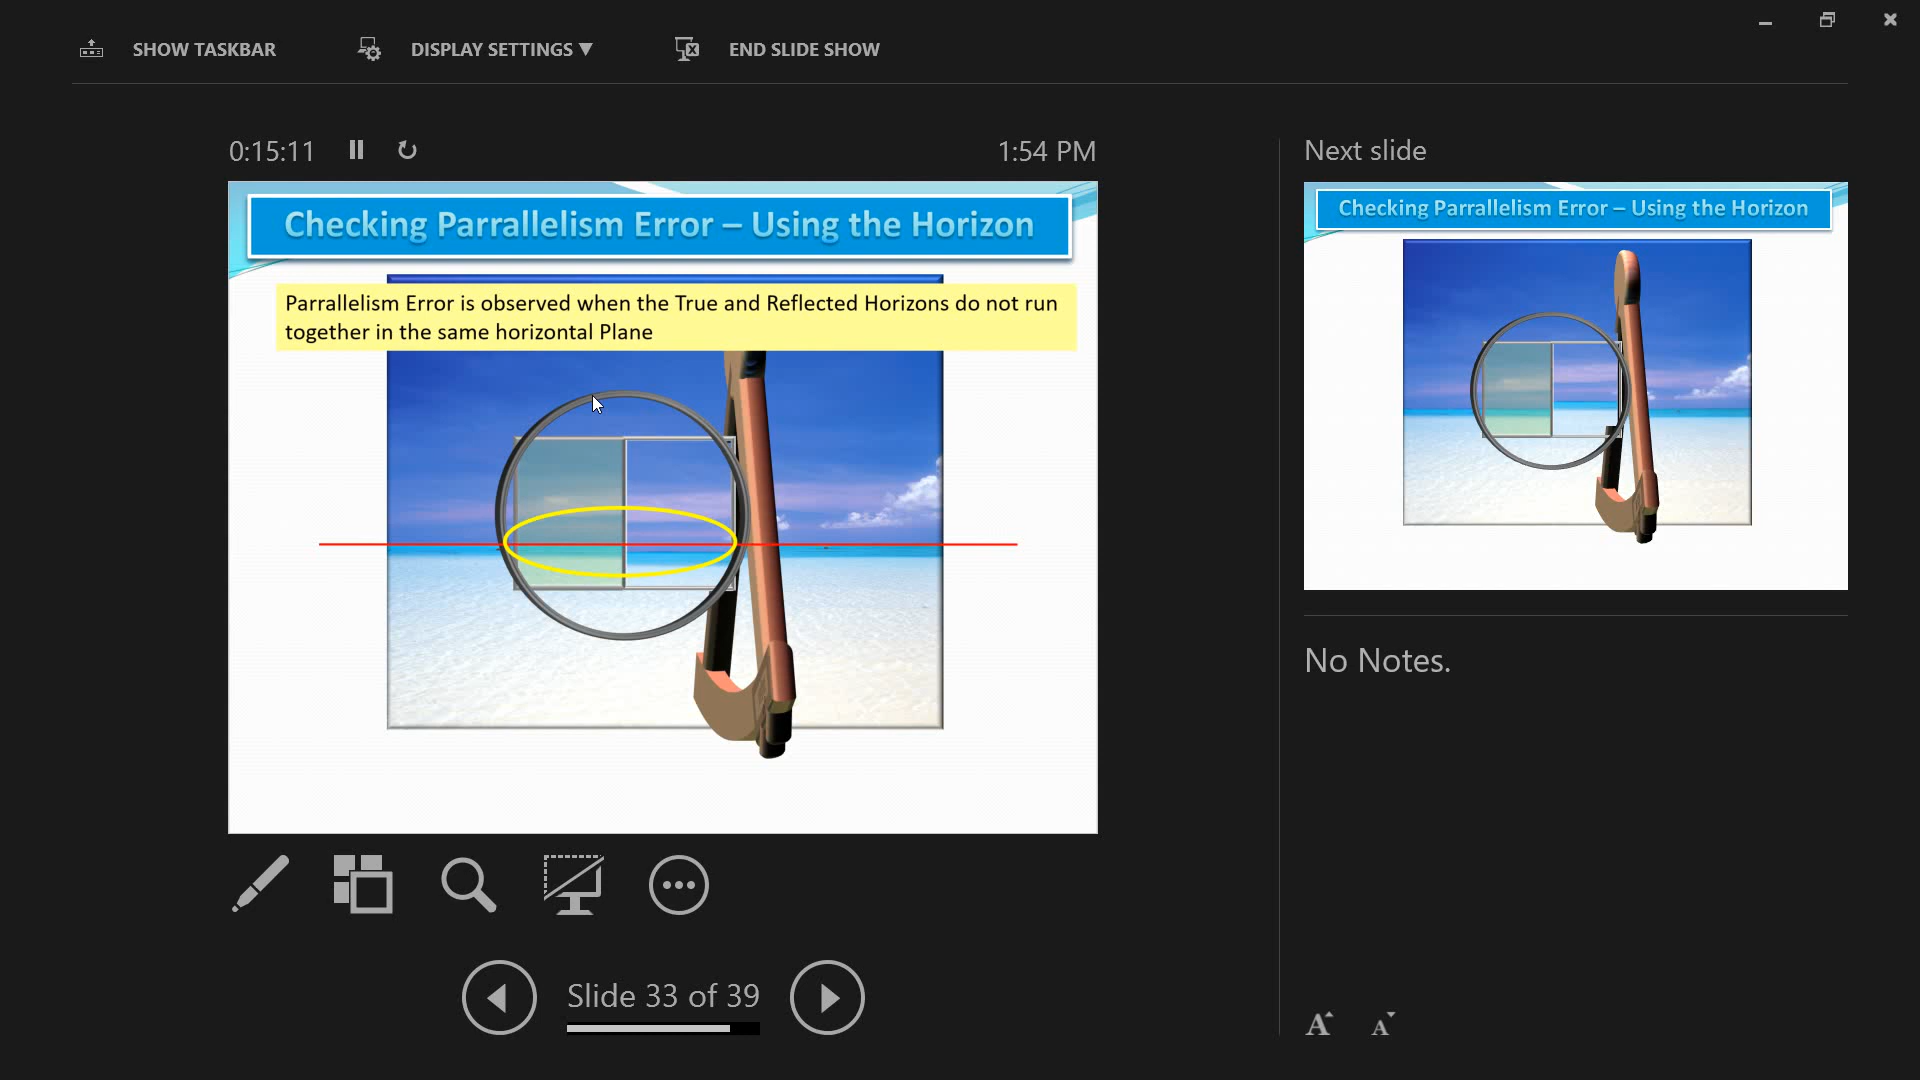 SHOW TASKBAR
DISPLAY SETTINGS ▼
END SLIDE SHOW
0:15:11
1:54 PM
Checking Parrallelism Error – Using the Horizon
Parrallelism Error is observed when the True and Reflected Horizons do not run
together in the same horizontal Plane
Slide 33 of 39
Next slide
Checking Parrallelism Error – Using the Horizon
No Notes.
A A